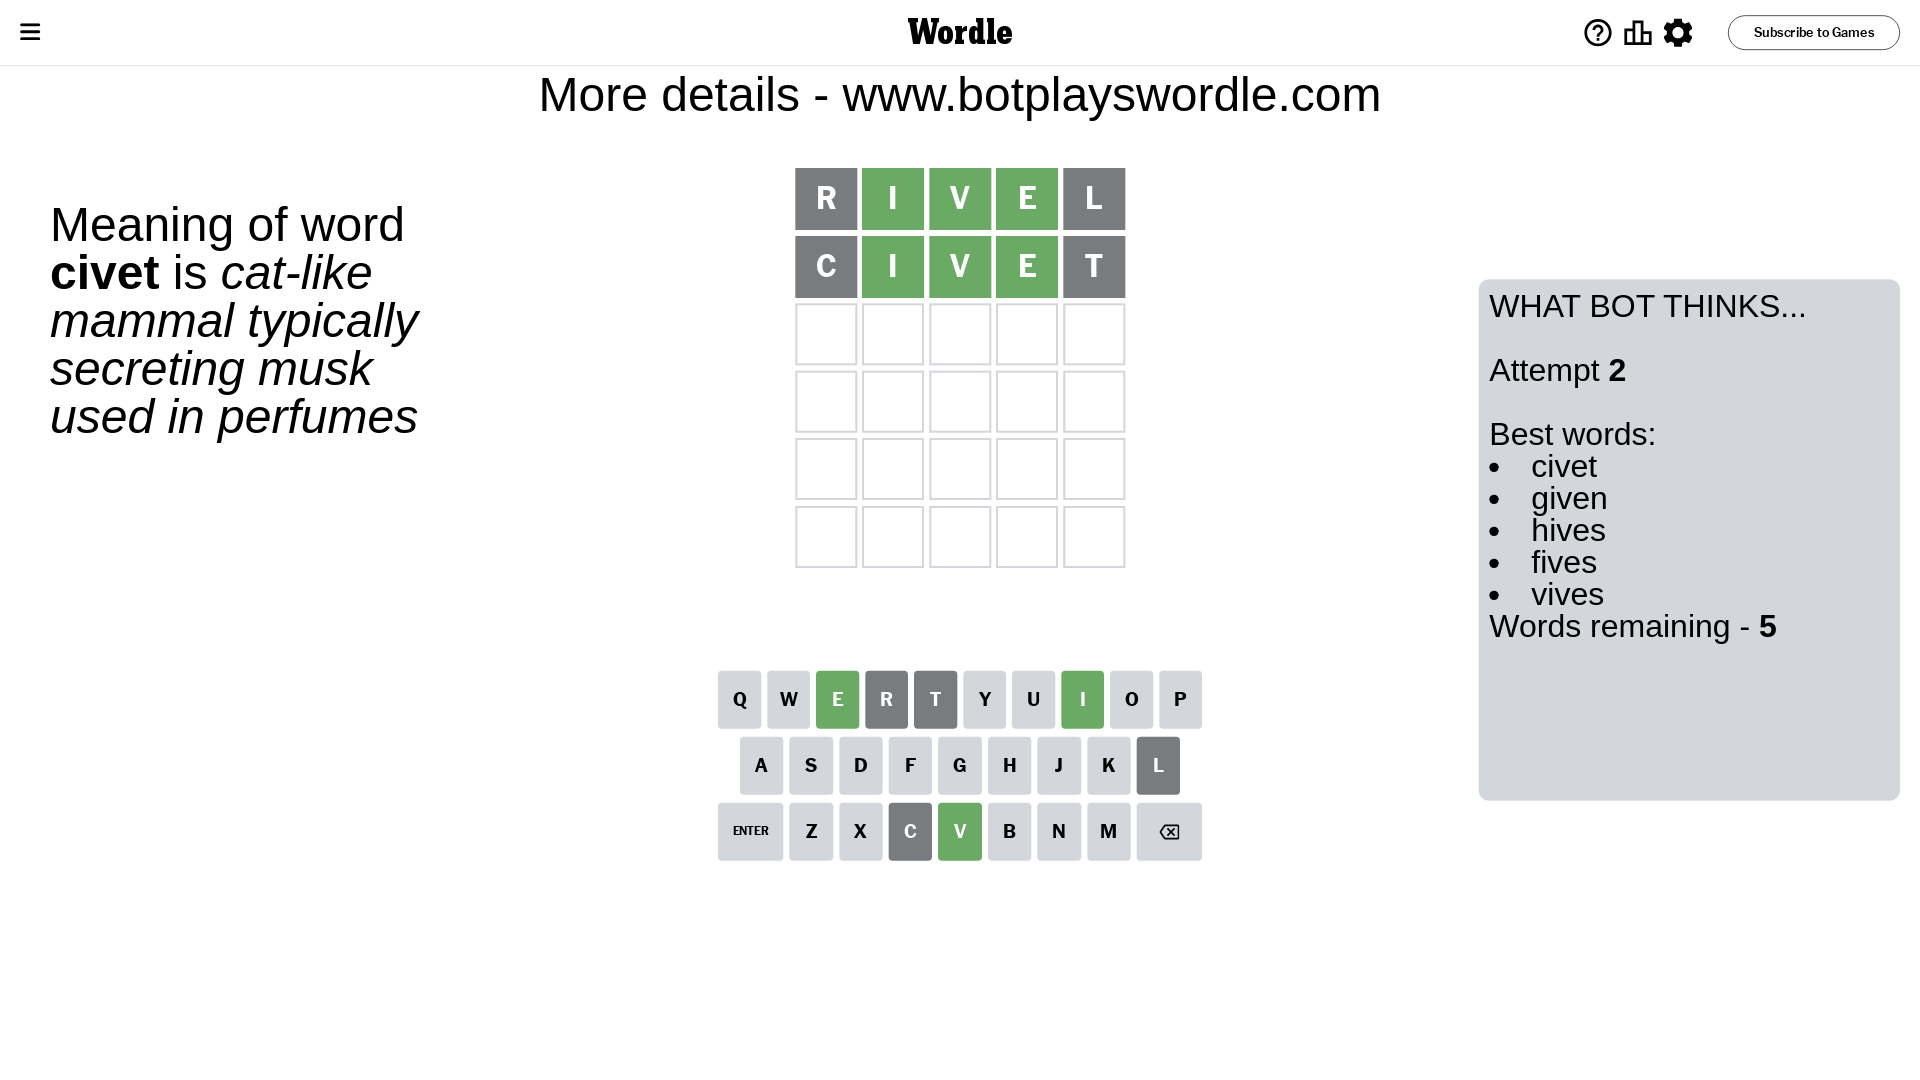 Wordle
Subscribe to Games
More details - www.botplayswordle.com
Meaning of word
civet is cat-like
mammal typically
secreting musk
used in perfumes
R I V E L
C I V E T
WHAT BOT THINKS...
Attempt 2
Best words:
• civet
• given
• hives
• fives
• vives
Words remaining - 5
Q W E R T Y U I O P
A S D F G H J K L
ENTER Z X C V B N M